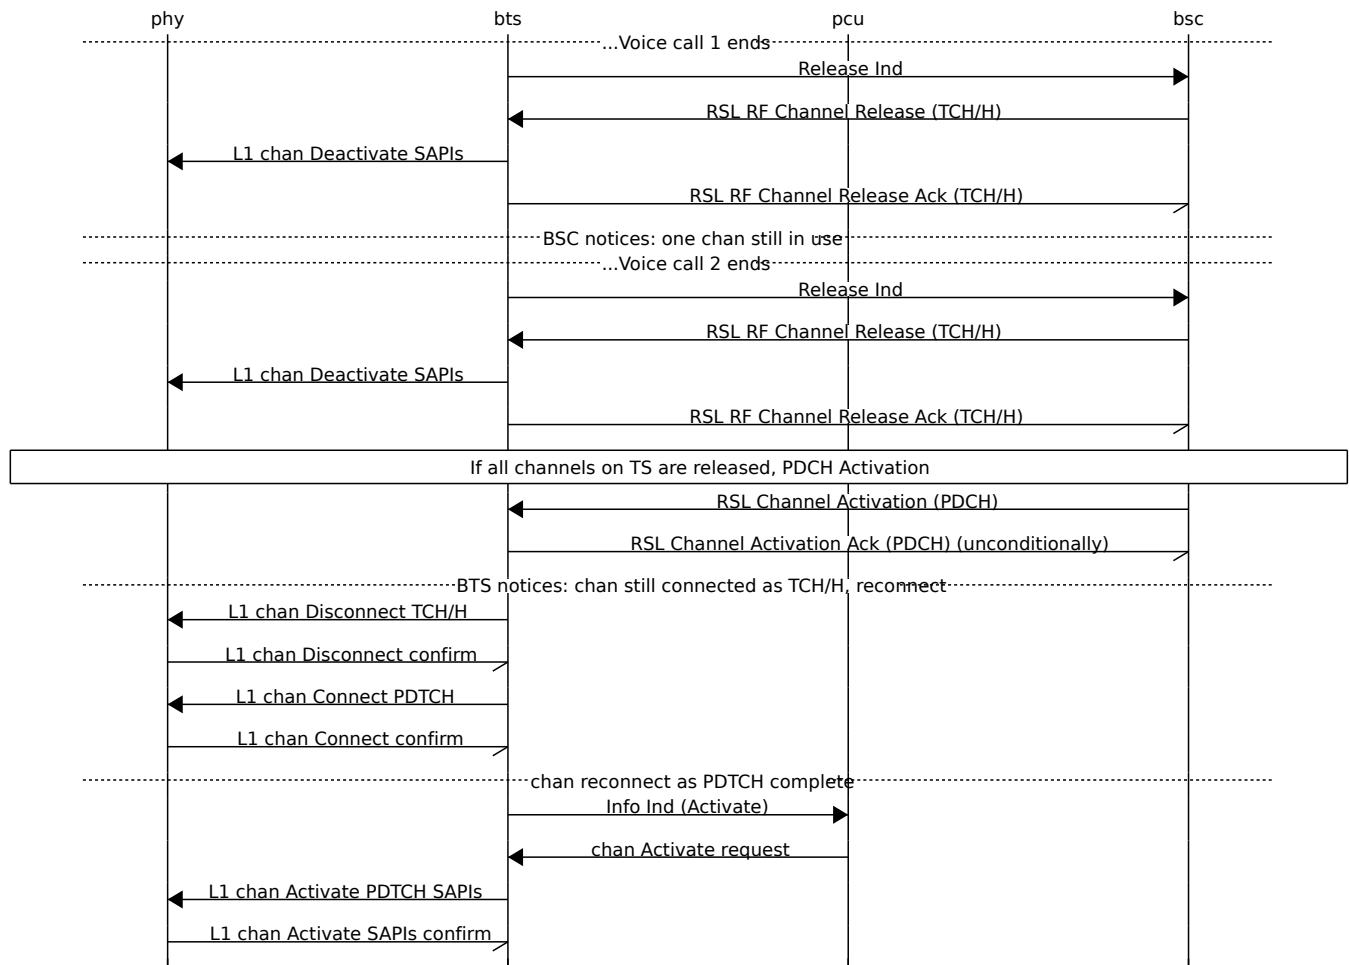 phy bts pcu bsc
...Voice call 1 ends
Release Ind
RSL RF Channel Release (TCH/H)
L1 chan Deactivate SAPIs
RSL RF Channel Release Ack (TCH/H)
BSC notices: one chan still in use
...Voice call 2 ends
Release Ind
RSL RF Channel Release (TCH/H)
L1 chan Deactivate SAPIs
RSL RF Channel Release Ack (TCH/H)
If all channels on TS are released, PDCH Activation
RSL Channel Activation (PDCH)
RSL Channel Activation Ack (PDCH) (unconditionally)
BTS notices: chan still connected as TCH/H, reconnect
L1 chan Disconnect TCH/H
L1 chan Disconnect confirm
L1 chan Connect PDTCH
L1 chan Connect confirm
chan reconnect as PDTCH complete
Info Ind (Activate)
chan Activate request
L1 chan Activate PDTCH SAPIs
L1 chan Activate SAPIs confirm